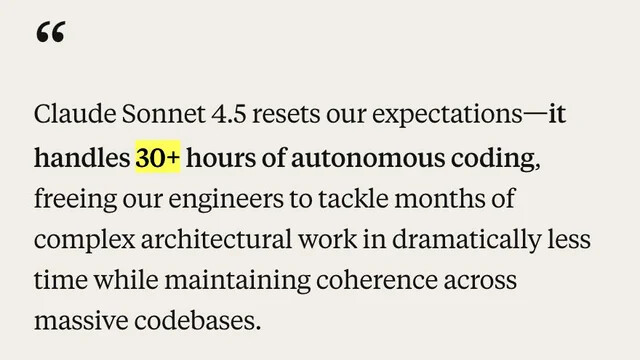 “
Claude Sonnet 4.5 resets our expectations—it
handles 30+ hours of autonomous coding,
freeing our engineers to tackle months of
complex architectural work in dramatically less
time while maintaining coherence across
massive codebases.